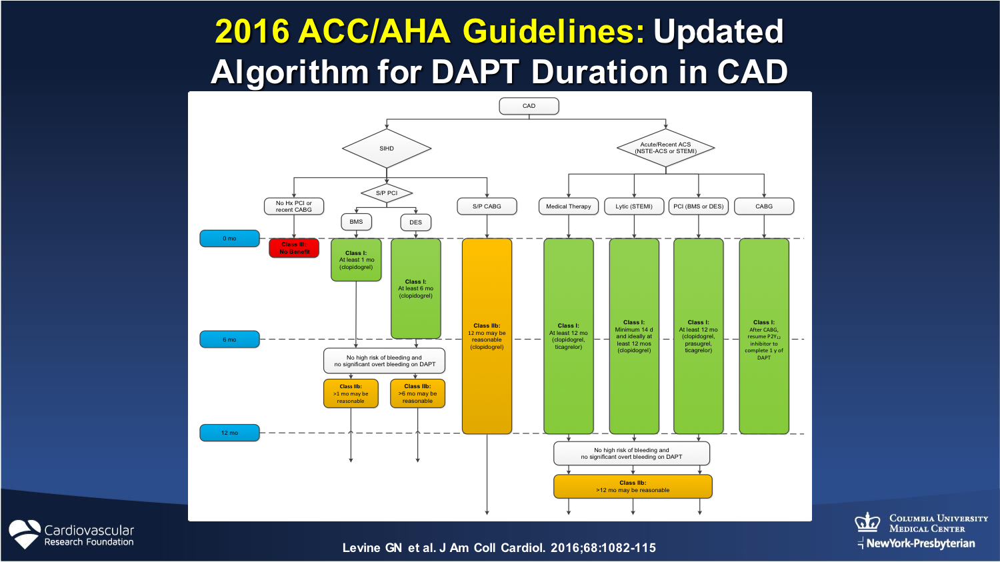 2016 ACC/AHA Guidelines: Updated
Algorithm for DAPT Duration in CAD
CAD
SIHD
Acute/Recent ACS
(NSTE-ACS or STEMI)
S/P PCI
No Hx PCI or
recent CABG
S/P CABG
Medical Therapy
Lytic (STEMI)
PCI (BMS or DES)
CABG
BMS
DES
0 mo
Class III:
No Benefit
Class I:
At least 1 mo
(clopidogrel)
Class I:
At least 6 mo
(clopidogrel)
Class IIb:
12 mo may be
reasonable
(clopidogrel)
Class I:
At least 12 mo
(clopidogrel,
ticagrelor)
Class I:
Minimum 14 d
and ideally at
least 12 mos
(clopidogrel)
Class I:
At least 12 mo
(clopidogrel,
prasugrel,
ticagrelor)
Class I:
After CABG,
resume P2Y₁₂
inhibitor to
complete 1 y of
DAPT
6 mo
No high risk of bleeding and
no significant overt bleeding on DAPT
Class IIb:
>1 mo may be
reasonable
Class IIb:
>6 mo may be
reasonable
12 mo
No high risk of bleeding and
no significant overt bleeding on DAPT
Class IIb:
>12 mo may be reasonable
Cardiovascular
Research Foundation
Levine GN et al. J Am Coll Cardiol. 2016;68:1082-115
COLUMBIA UNIVERSITY
MEDICAL CENTER
NewYork-Presbyterian